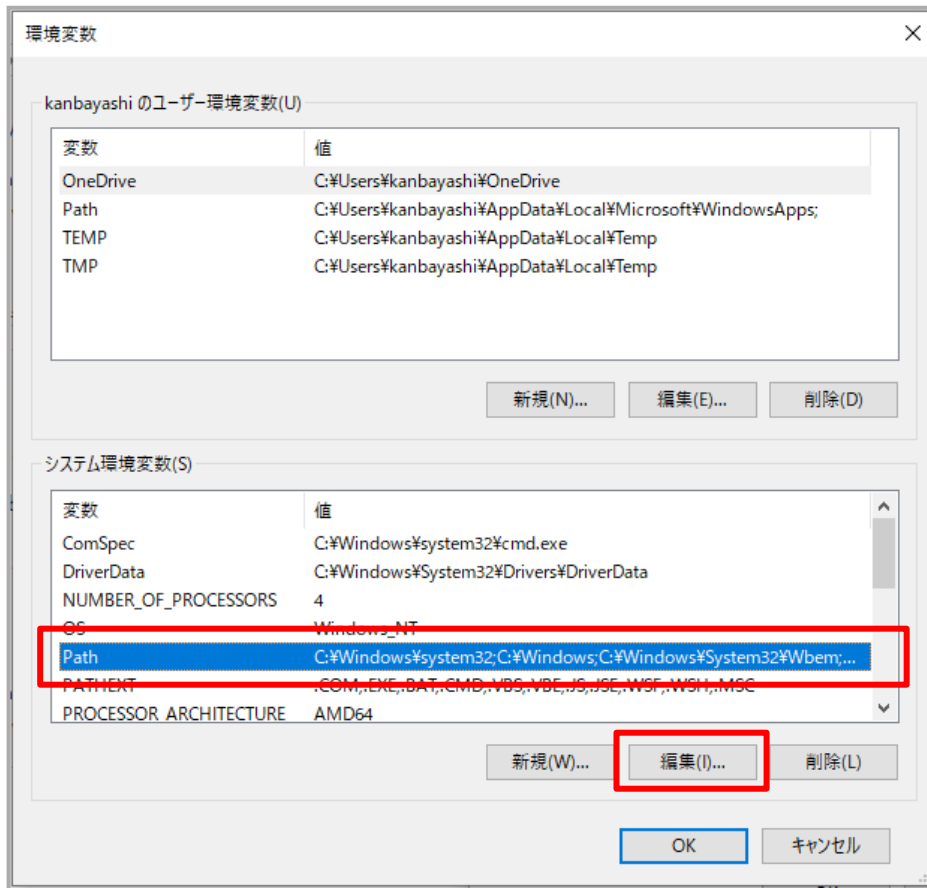 環境変数
kanbayashi のユーザー環境変数(U)
変数 値
OneDrive C:¥Users¥kanbayashi¥OneDrive
Path C:¥Users¥kanbayashi¥AppData¥Local¥Microsoft¥WindowsApps;
TEMP C:¥Users¥kanbayashi¥AppData¥Local¥Temp
TMP C:¥Users¥kanbayashi¥AppData¥Local¥Temp
新規(N)... 編集(E)... 削除(D)
システム環境変数(S)
変数 値
ComSpec C:¥Windows¥system32¥cmd.exe
DriverData C:¥Windows¥System32¥Drivers¥DriverData
NUMBER_OF_PROCESSORS 4
OS Windows_NT
Path C:¥Windows¥system32;C:¥Windows;C:¥Windows¥System32¥Wbem;...
PATHEXT .COM;.EXE;.BAT;.CMD;.VBS;.VBE;.JS;.JSE;.WSF;.WSH;.MSC
PROCESSOR_ARCHITECTURE AMD64
新規(W)... 編集(I)... 削除(L)
OK キャンセル